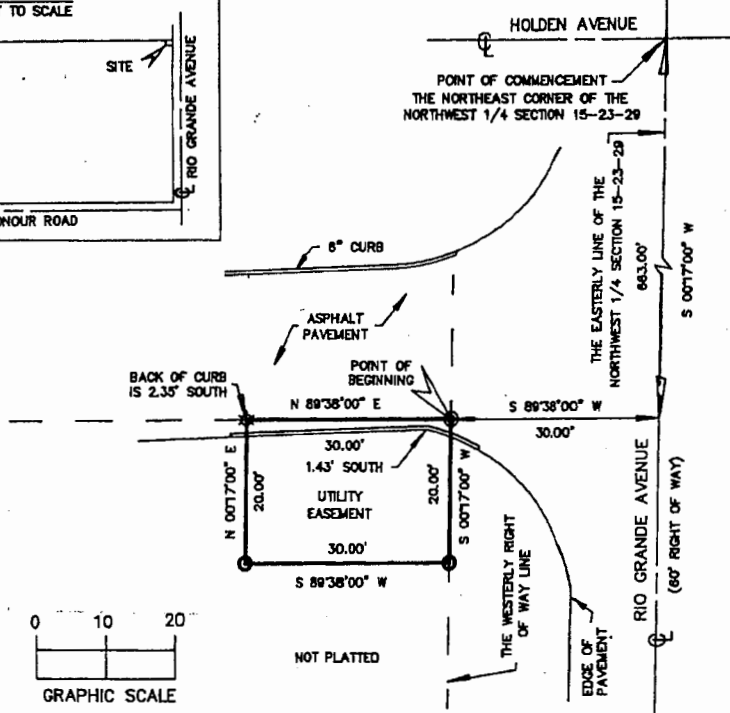 TO SCALE
SITE
RIO GRANDE AVENUE
℄
ROAD
HOLDEN AVENUE
℄
POINT OF COMMENCEMENT
THE NORTHEAST CORNER OF THE
NORTHWEST 1/4 SECTION 15-23-29
THE EASTERLY LINE OF THE
NORTHWEST 1/4 SECTION 15-23-29
663.00'
S 00°17'00" W
6" CURB
ASPHALT
PAVEMENT
BACK OF CURB
IS 2.35' SOUTH
POINT OF
BEGINNING
N 89°38'00" E
S 89°38'00" W
30.00'
30.00'
1.43' SOUTH
N 00°17'00" E
20.00'
UTILITY
EASEMENT
20.00'
S 00°17'00" W
30.00'
S 89°38'00" W
RIO GRANDE AVENUE
(60' RIGHT OF WAY)
℄
THE WESTERLY RIGHT
OF WAY LINE
EDGE OF
PAVEMENT
NOT PLATTED
0 10 20
GRAPHIC SCALE